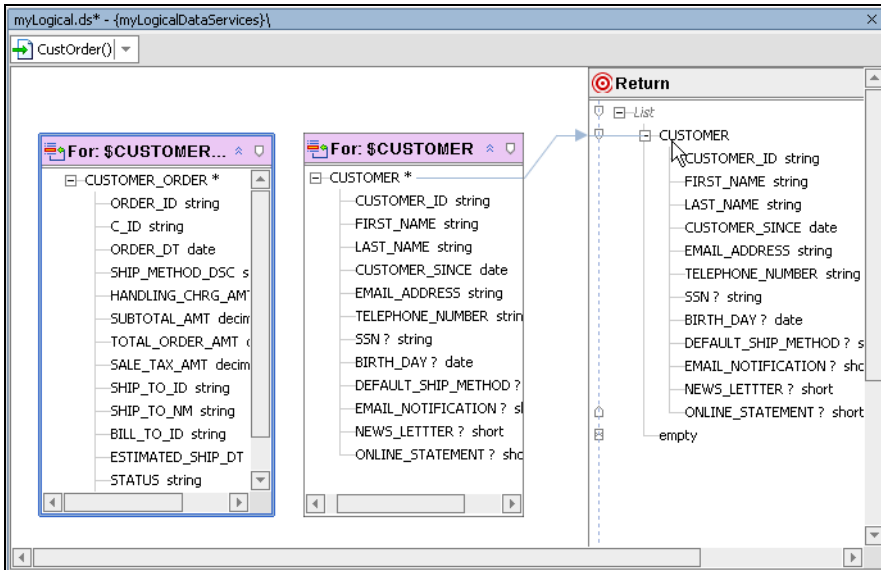 myLogical.ds* - {myLogicalDataServices}\
CustOrder()
For: $CUSTOMER...
CUSTOMER_ORDER *
ORDER_ID string
C_ID string
ORDER_DT date
SHIP_METHOD_DSC s
HANDLING_CHRG_AMT
SUBTOTAL_AMT decim
TOTAL_ORDER_AMT d
SALE_TAX_AMT decim
SHIP_TO_ID string
SHIP_TO_NM string
BILL_TO_ID string
ESTIMATED_SHIP_DT
STATUS string
For: $CUSTOMER
CUSTOMER *
CUSTOMER_ID string
FIRST_NAME string
LAST_NAME string
CUSTOMER_SINCE date
EMAIL_ADDRESS string
TELEPHONE_NUMBER strin
SSN ? string
BIRTH_DAY ? date
DEFAULT_SHIP_METHOD ?
EMAIL_NOTIFICATION ? sh
NEWS_LETTTER ? short
ONLINE_STATEMENT ? sho
Return
List
CUSTOMER
CUSTOMER_ID string
FIRST_NAME string
LAST_NAME string
CUSTOMER_SINCE date
EMAIL_ADDRESS string
TELEPHONE_NUMBER string
SSN ? string
BIRTH_DAY ? date
DEFAULT_SHIP_METHOD ? s
EMAIL_NOTIFICATION ? sho
NEWS_LETTTER ? short
ONLINE_STATEMENT ? short
empty